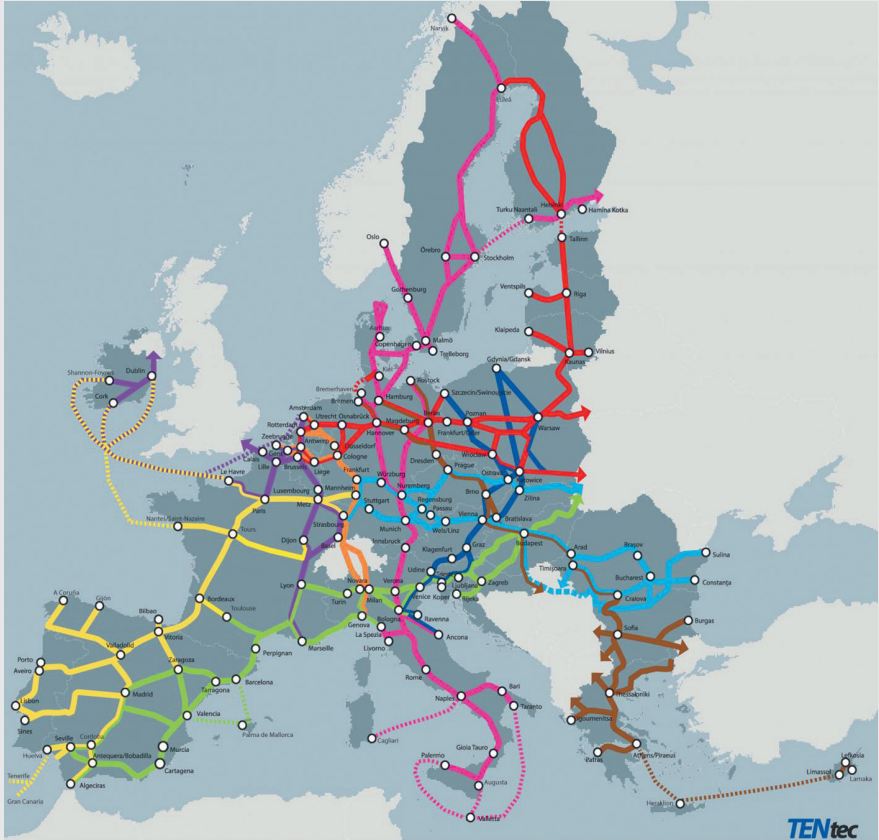 Narvik
Luleå
Turku Naantali
Helsinki
Hamina Kotka
Oslo
Örebro
Stockholm
Tallinn
Gothenburg
Ventspils
Riga
Aarhus
Copenhagen
Malmö
Trelleborg
Klaipeda
Kaunas
Vilnius
Shannon-Foynes
Dublin
Cork
Kiel
Rostock
Gdynia/Gdansk
Bremerhaven
Bremen
Hamburg
Szczecin/Swinoujscie
Amsterdam
Rotterdam
Utrecht
Osnabrück
Hannover
Magdeburg
Berlin
Frankfurt/Oder
Poznan
Warsaw
Zeebrugge
Antwerp
Düsseldorf
Cologne
Calais
Lille
Brussels
Liege
Dresden
Wrocław
Le Havre
Frankfurt
Würzburg
Prague
Ostrava
Katowice
Luxembourg
Mannheim
Nuremberg
Brno
Zilina
Paris
Metz
Stuttgart
Regensburg
Passau
Nantes/Saint-Nazaire
Tours
Strasbourg
Munich
Wels/Linz
Vienna
Bratislava
Dijon
Basel
Innsbruck
Klagenfurt
Graz
Budapest
Arad
Timişoara
Braşov
Sulina
Udine
Ljubljana
Zagreb
Bucharest
Constanţa
Lyon
Novara
Milan
Verona
Venice
Koper
Rijeka
Craiova
Bordeaux
Turin
Genova
Bologna
Ravenna
A Coruña
Gijón
Bilbao
Vitoria
Toulouse
La Spezia
Livorno
Ancona
Sofia
Burgas
Marseille
Perpignan
Porto
Aveiro
Valladolid
Zaragoza
Barcelona
Tarragona
Rome
Madrid
Lisbon
Sines
Valencia
Palma de Mallorca
Naples
Bari
Taranto
Cagliari
Thessaloniki
Igoumenitsa
Huelva
Seville
Cordoba
Antequera/Bobadilla
Murcia
Cartagena
Algeciras
Palermo
Gioia Tauro
Augusta
Valletta
Patras
Athens/Piraeus
Heraklion
Lefkosia
Limassol
Larnaka
Tenerife
Gran Canaria
TENtec